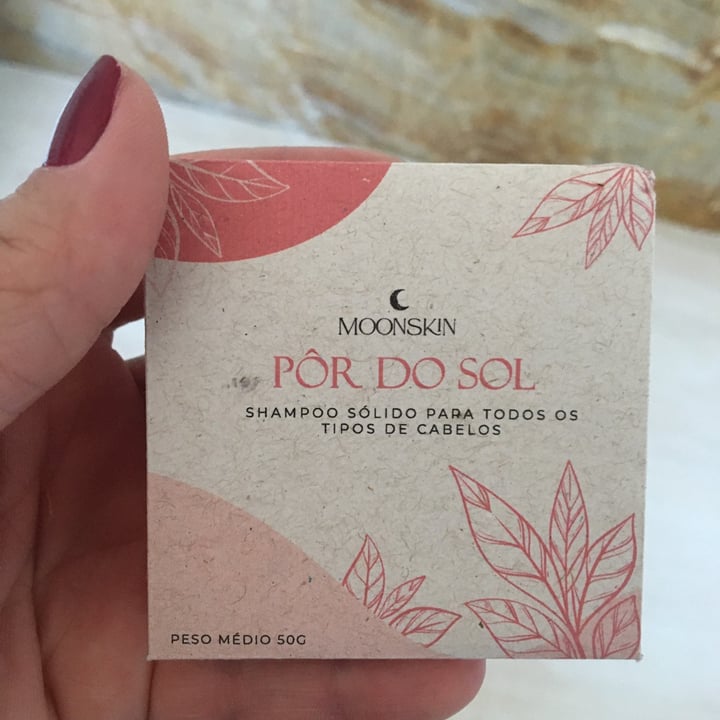 MOONSKIN
PÔR DO SOL
SHAMPOO SÓLIDO PARA TODOS OS
TIPOS DE CABELOS
PESO MÉDIO 50G